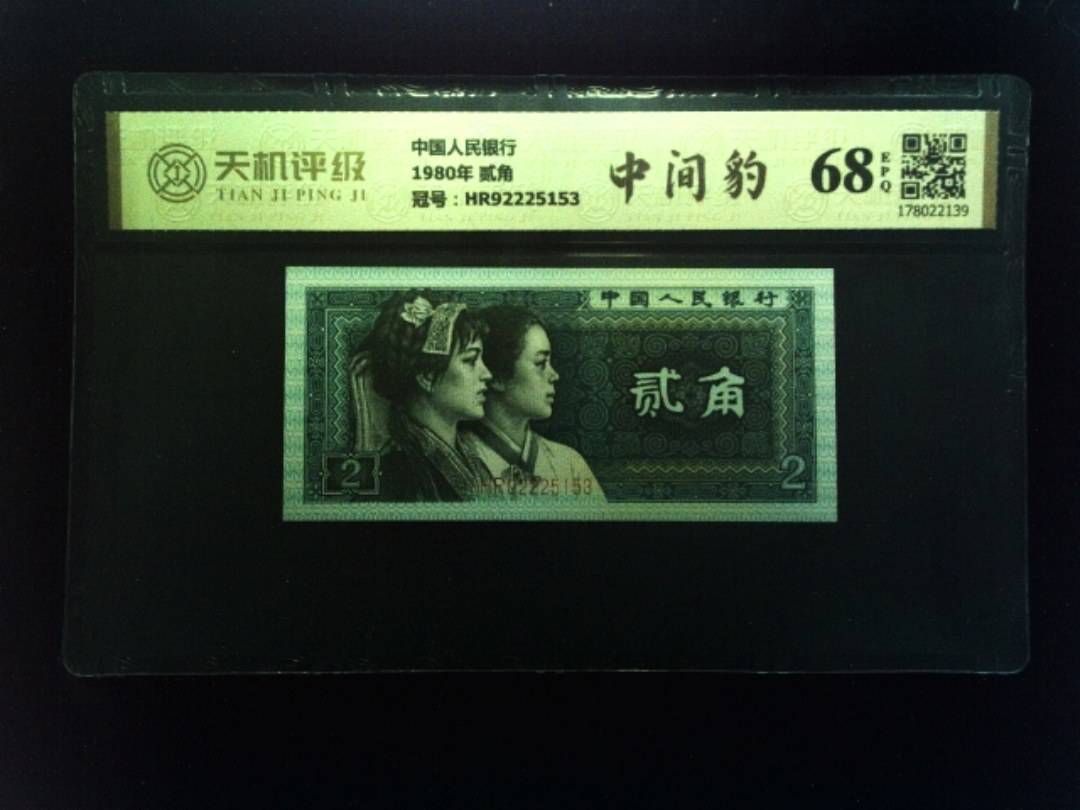 天机评级
TIAN JI PING JI
中国人民银行
1980年 贰角
冠号：HR92225153
中间豹
68
EPQ
178022139
中国人民银行
贰角
2
2
HR92225153